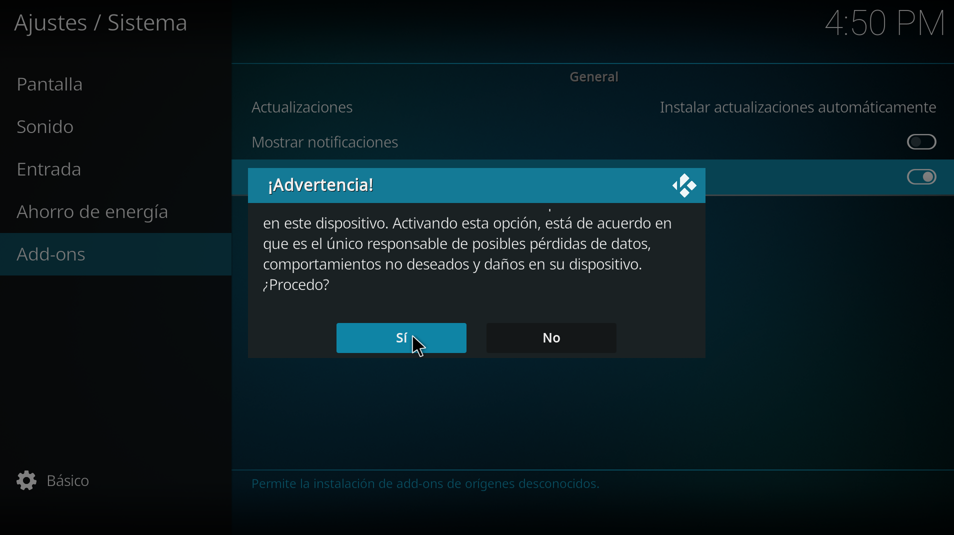 Ajustes / Sistema
4:50 PM
Pantalla
Sonido
Entrada
Ahorro de energía
Add-ons
Básico
General
Actualizaciones
Instalar actualizaciones automáticamente
Mostrar notificaciones
¡Advertencia!
en este dispositivo. Activando esta opción, está de acuerdo en
que es el único responsable de posibles pérdidas de datos,
comportamientos no deseados y daños en su dispositivo.
¿Procedo?
Sí
No
Permite la instalación de add-ons de orígenes desconocidos.